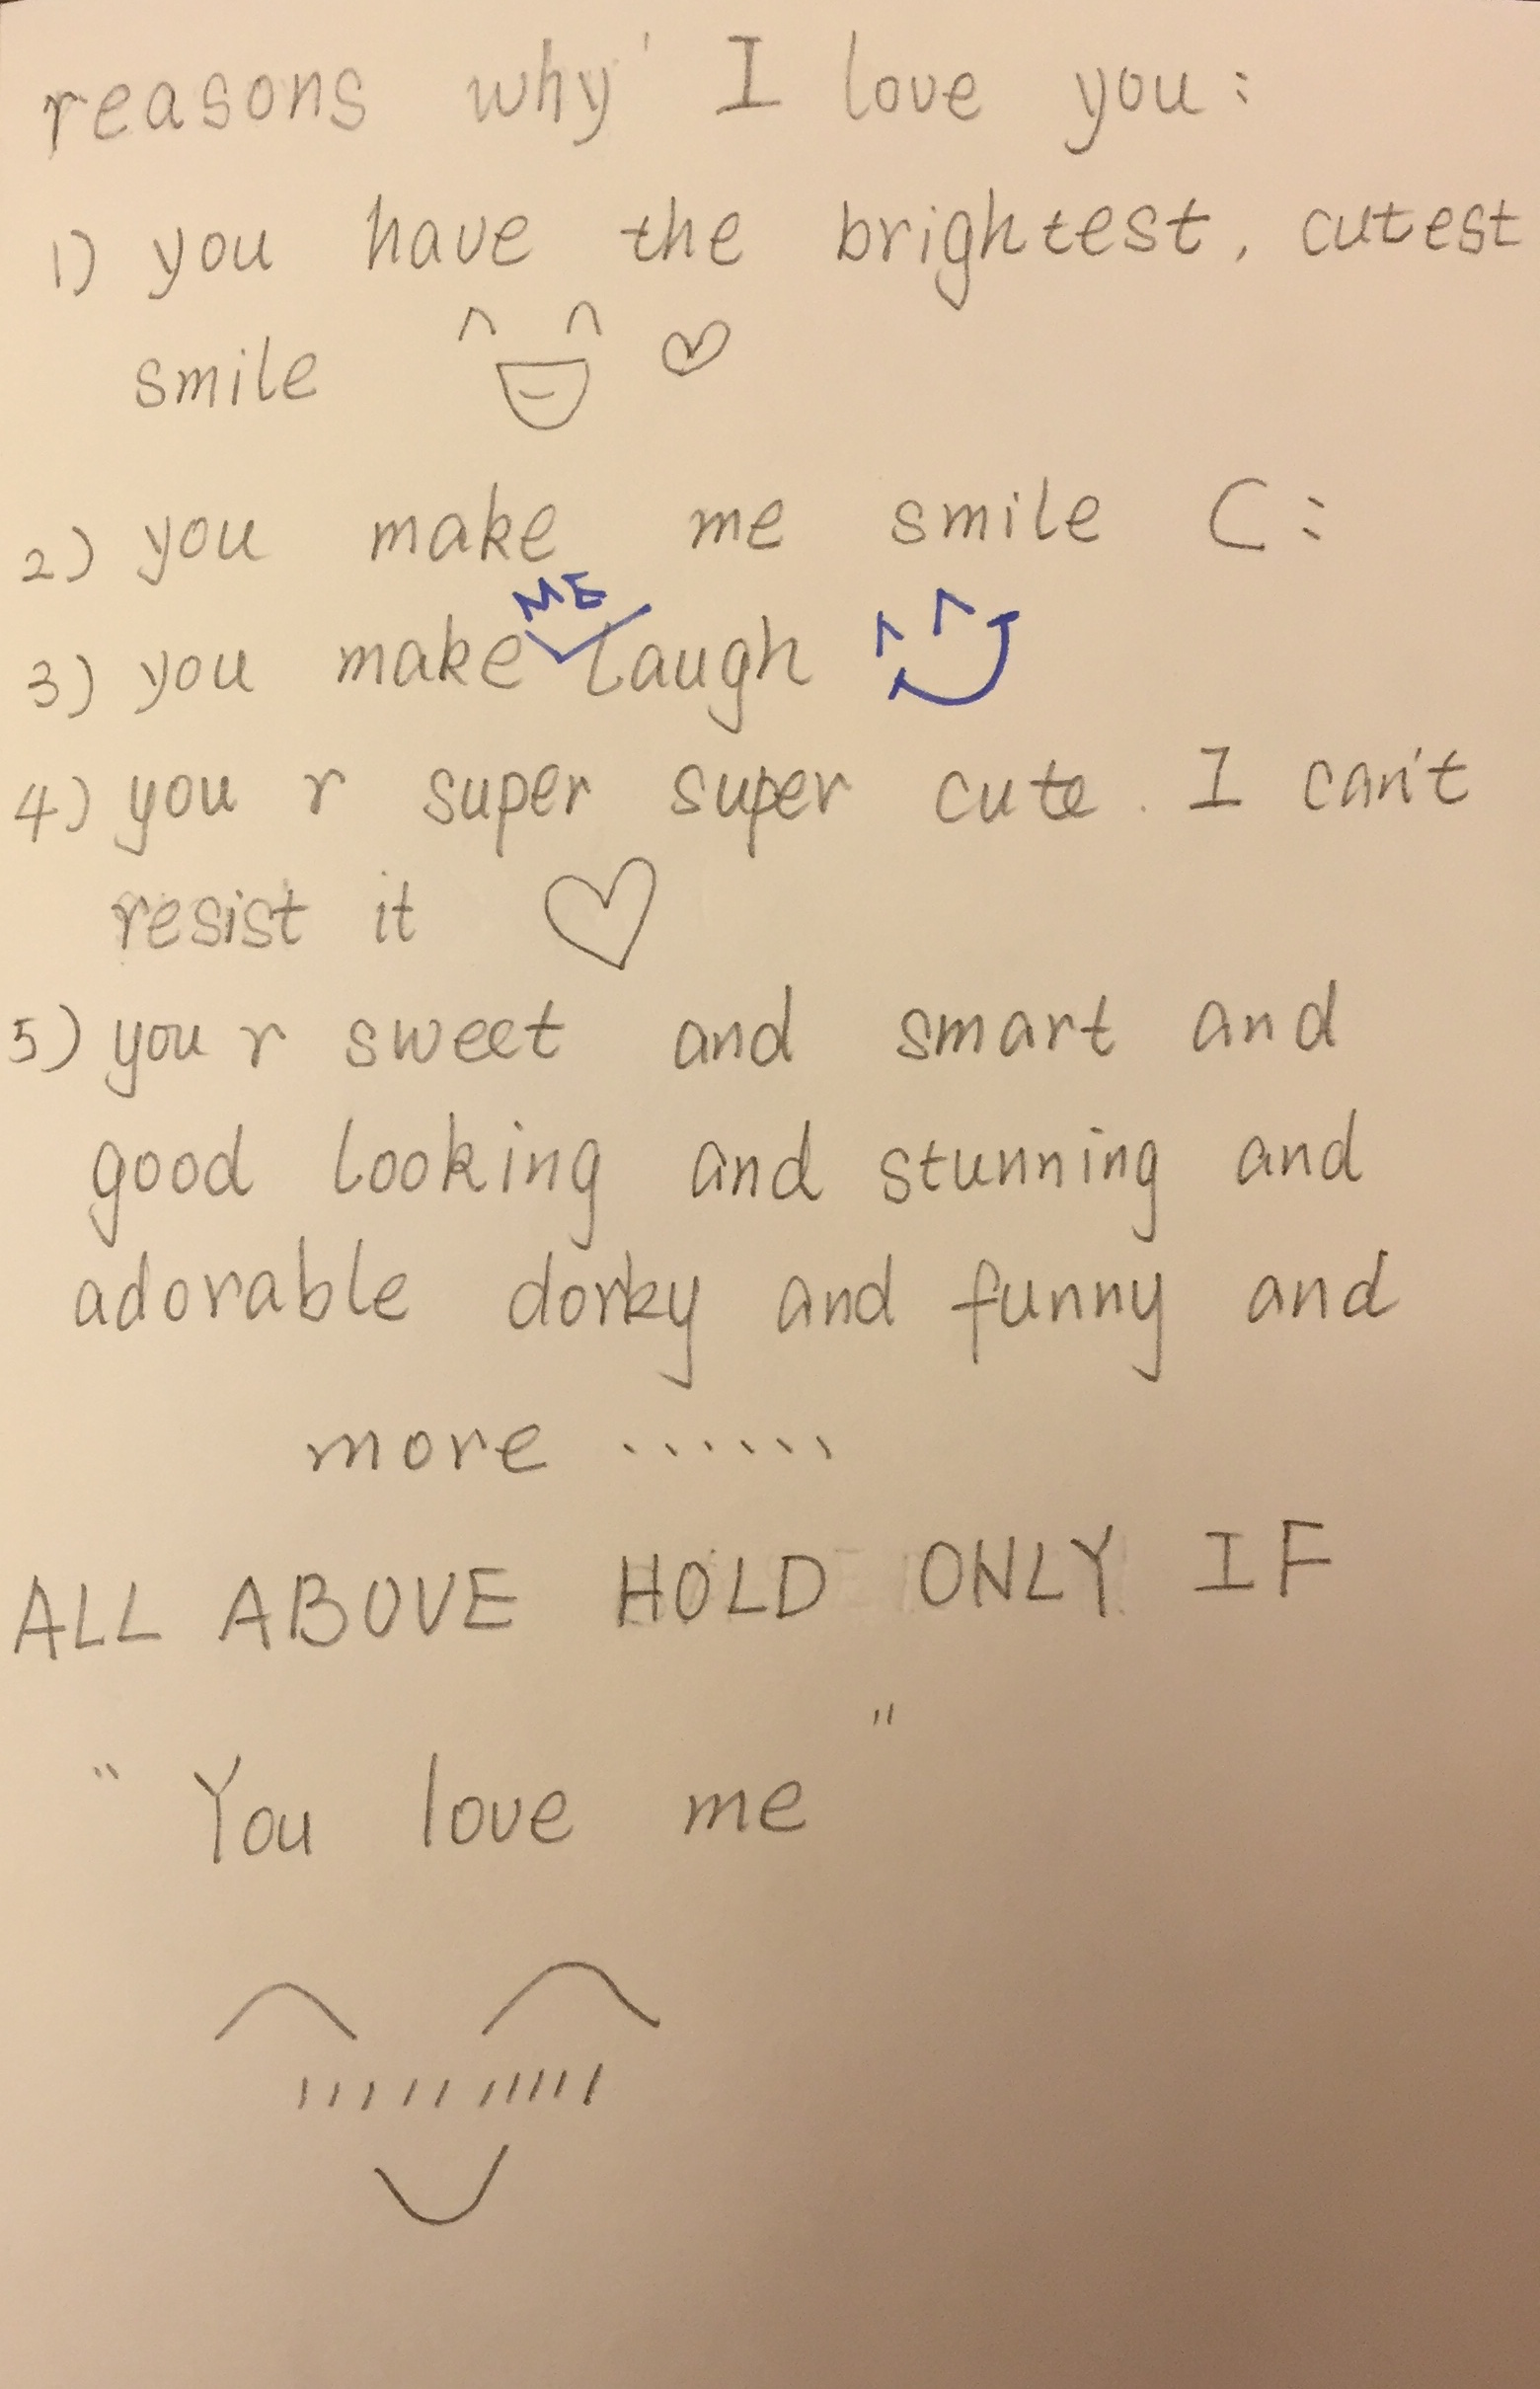 reasons why I love you:
1) you have the brightest, cutest
smile
2) you make me smile C:
3) you make ME laugh
4) you r super super cute. I can't
resist it
5) you r sweet and smart and
good looking and stunning and
adorable dorky and funny and
more ......
ALL ABOVE HOLD ONLY IF
" You love me "